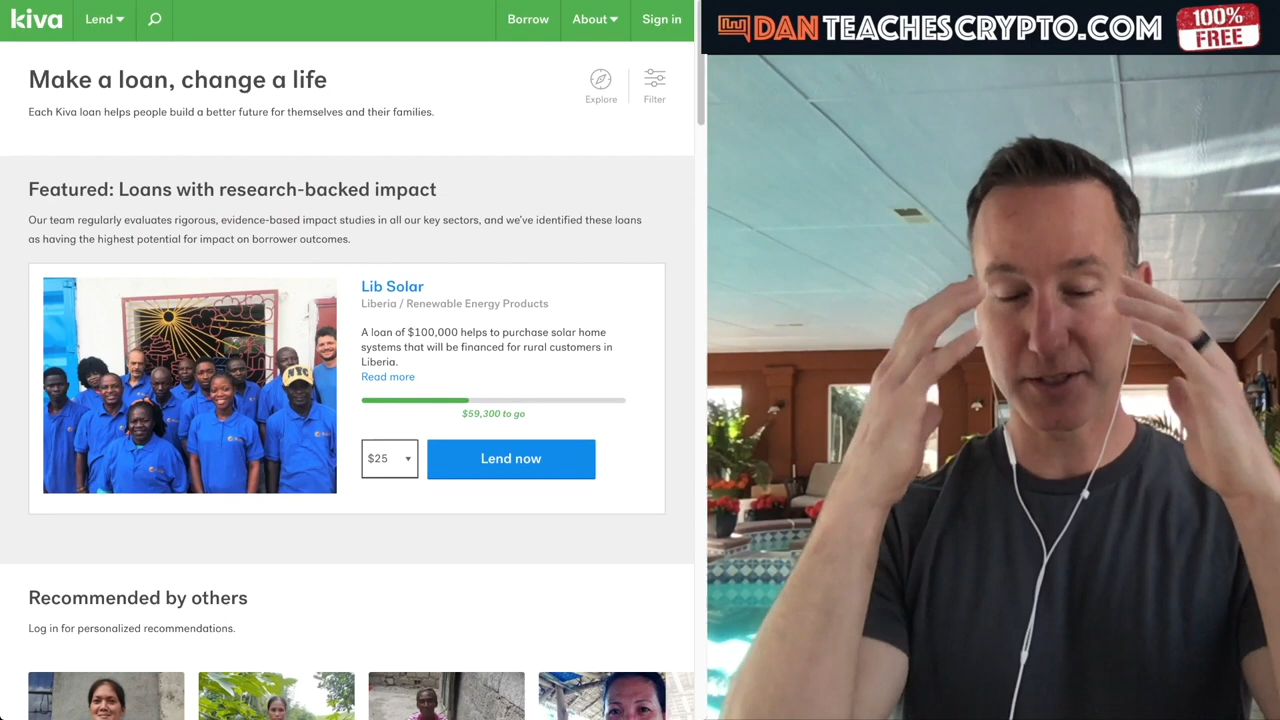 kiva
Lend
Borrow
About
Sign in
DANTEACHESCRYPTO.COM
100%
FREE
Make a loan, change a life
Explore
Filter
Each Kiva loan helps people build a better future for themselves and their families.
Featured: Loans with research-backed impact
Our team regularly evaluates rigorous, evidence-based impact studies in all our key sectors, and we've identified these loans
as having the highest potential for impact on borrower outcomes.
Lib Solar
Liberia / Renewable Energy Products
A loan of $100,000 helps to purchase solar home
systems that will be financed for rural customers in
Liberia.
Read more
$59,300 to go
$25
Lend now
Recommended by others
Log in for personalized recommendations.